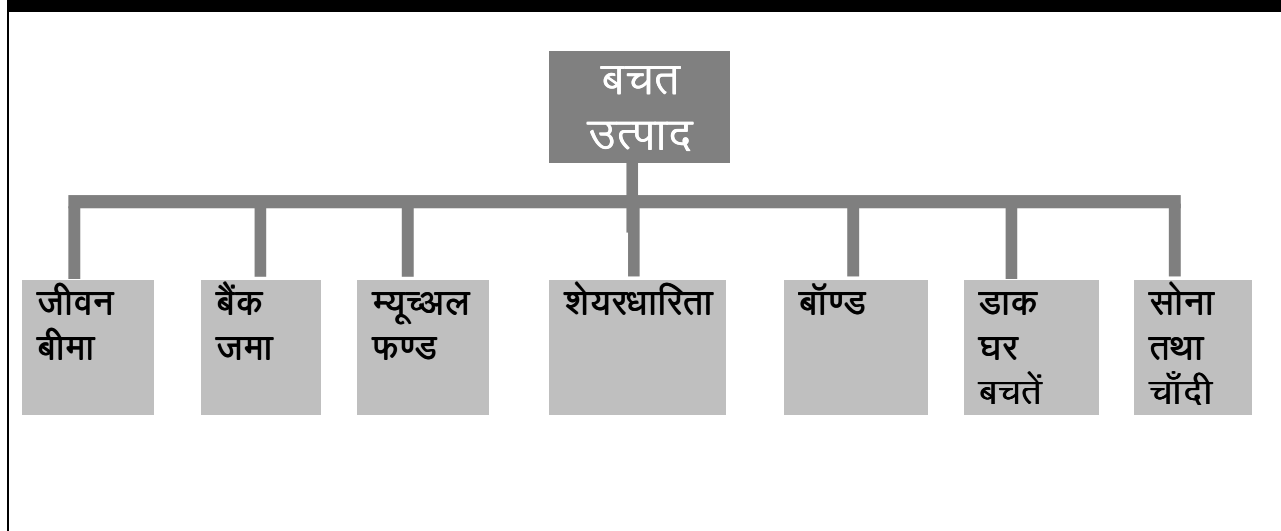 बचत
उत्पाद
जीवन
बीमा
बैंक
जमा
म्यूच्अल
फण्ड
शेयरधारिता
बॉण्ड
डाक
घर
बचतें
सोना
तथा
चाँदी